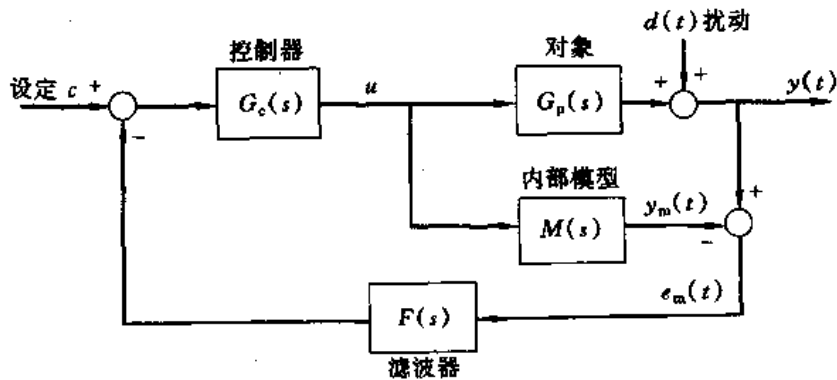 d(t)扰动
控制器
对象
设定 c
+
−
G_c(s)
u
G_p(s)
+
+
y(t)
内部模型
M(s)
y_m(t)
+
−
e_m(t)
F(s)
滤波器